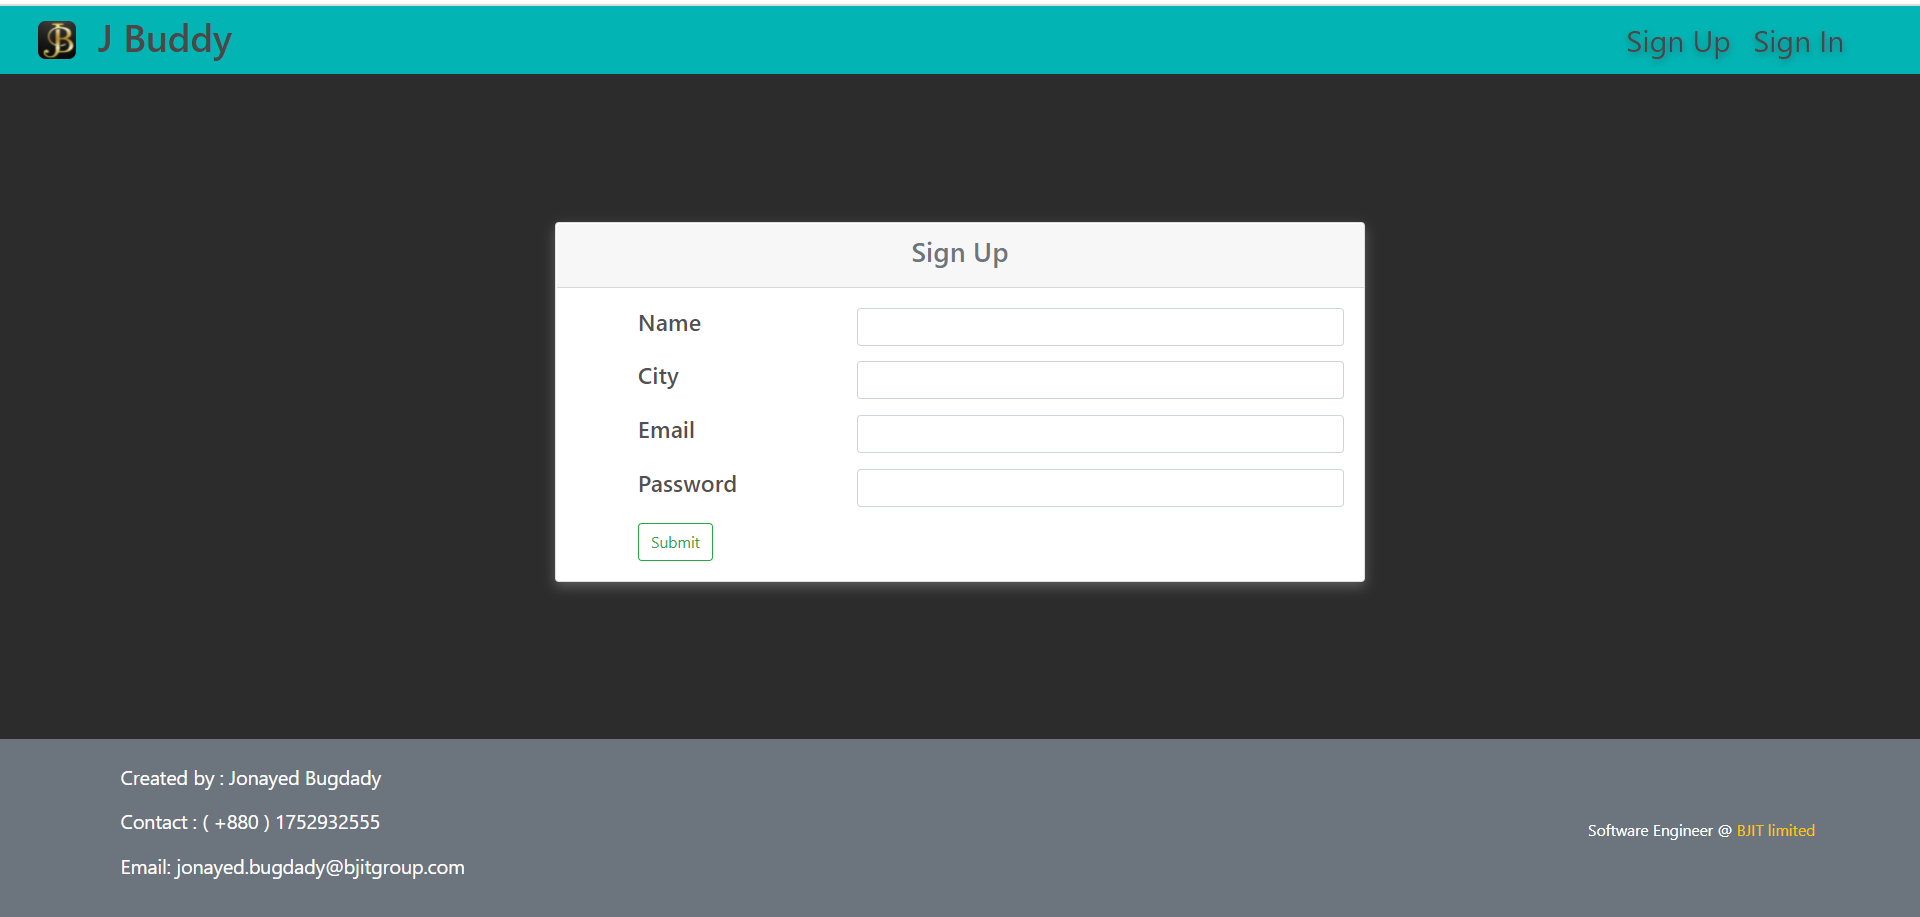 JB J Buddy Sign Up Sign In
Sign Up
Name
City
Email
Password
Submit
Created by : Jonayed Bugdady
Contact : ( +880 ) 1752932555
Software Engineer @ BJIT limited
Email: jonayed.bugdady@bjitgroup.com